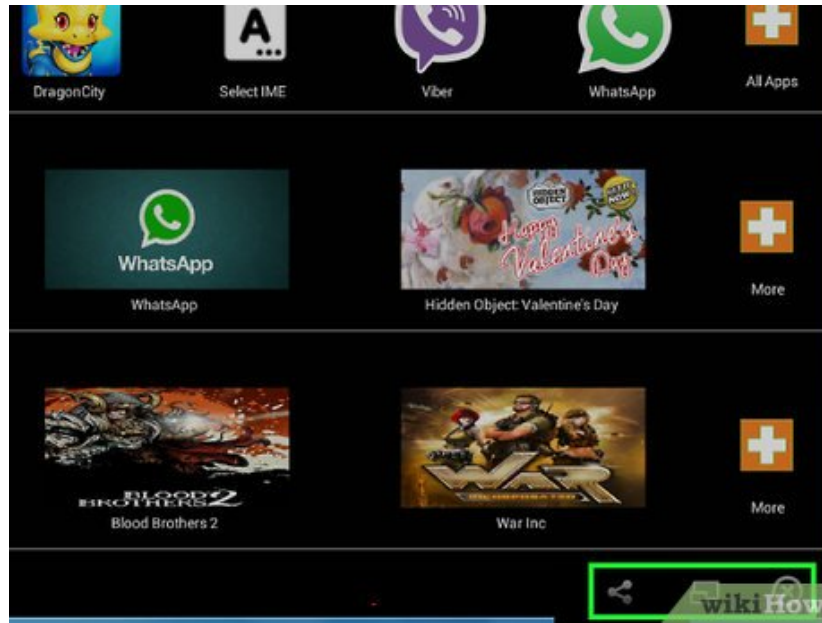 DragonCity
A
Select IME
Viber
WhatsApp
All Apps
WhatsApp
WhatsApp
HIDDEN
OBJECT
Happy
Valentine's
Day
Hidden Object: Valentine's Day
More
BLOOD
BROTHERS 2
Blood Brothers 2
WAR
INCORPORATED
War Inc
More
wikiHow